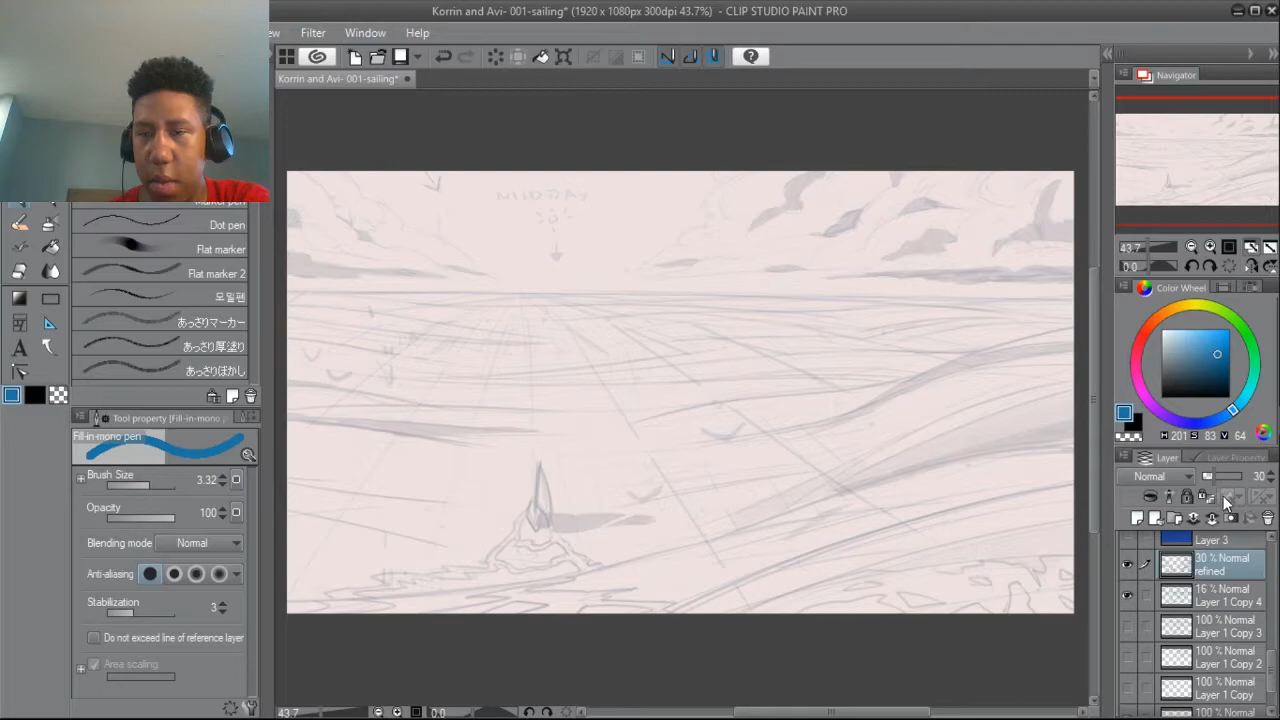 Korrin and Avi- 001-sailing* (1920 x 1080px 300dpi 43.7%) - CLIP STUDIO PAINT PRO
Filter Window Help
Korrin and Avi- 001-sailing*
Navigator
MIDDAY
Dot pen
Flat marker
Flat marker 2
모밀펜
あっさりマーカー
あっさり厚塗り
あっさりぼかし
43.7
0.0
Color Wheel
H 201 S 83 V 64
Tool property [Fill-in-mono p
Fill-in-mono pen
Brush Size 3.32
Opacity 100
Blending mode Normal
Anti-aliasing
Stabilization 3
Do not exceed line of reference layer
Area scaling
Layer Layer Property
Normal 30
Layer 3
30 % Normal
refined
16 % Normal
Layer 1 Copy 4
100 % Normal
Layer 1 Copy 3
100 % Normal
Layer 1 Copy 2
100 % Normal
Layer 1 Copy
100 % Normal
43.7 0.0